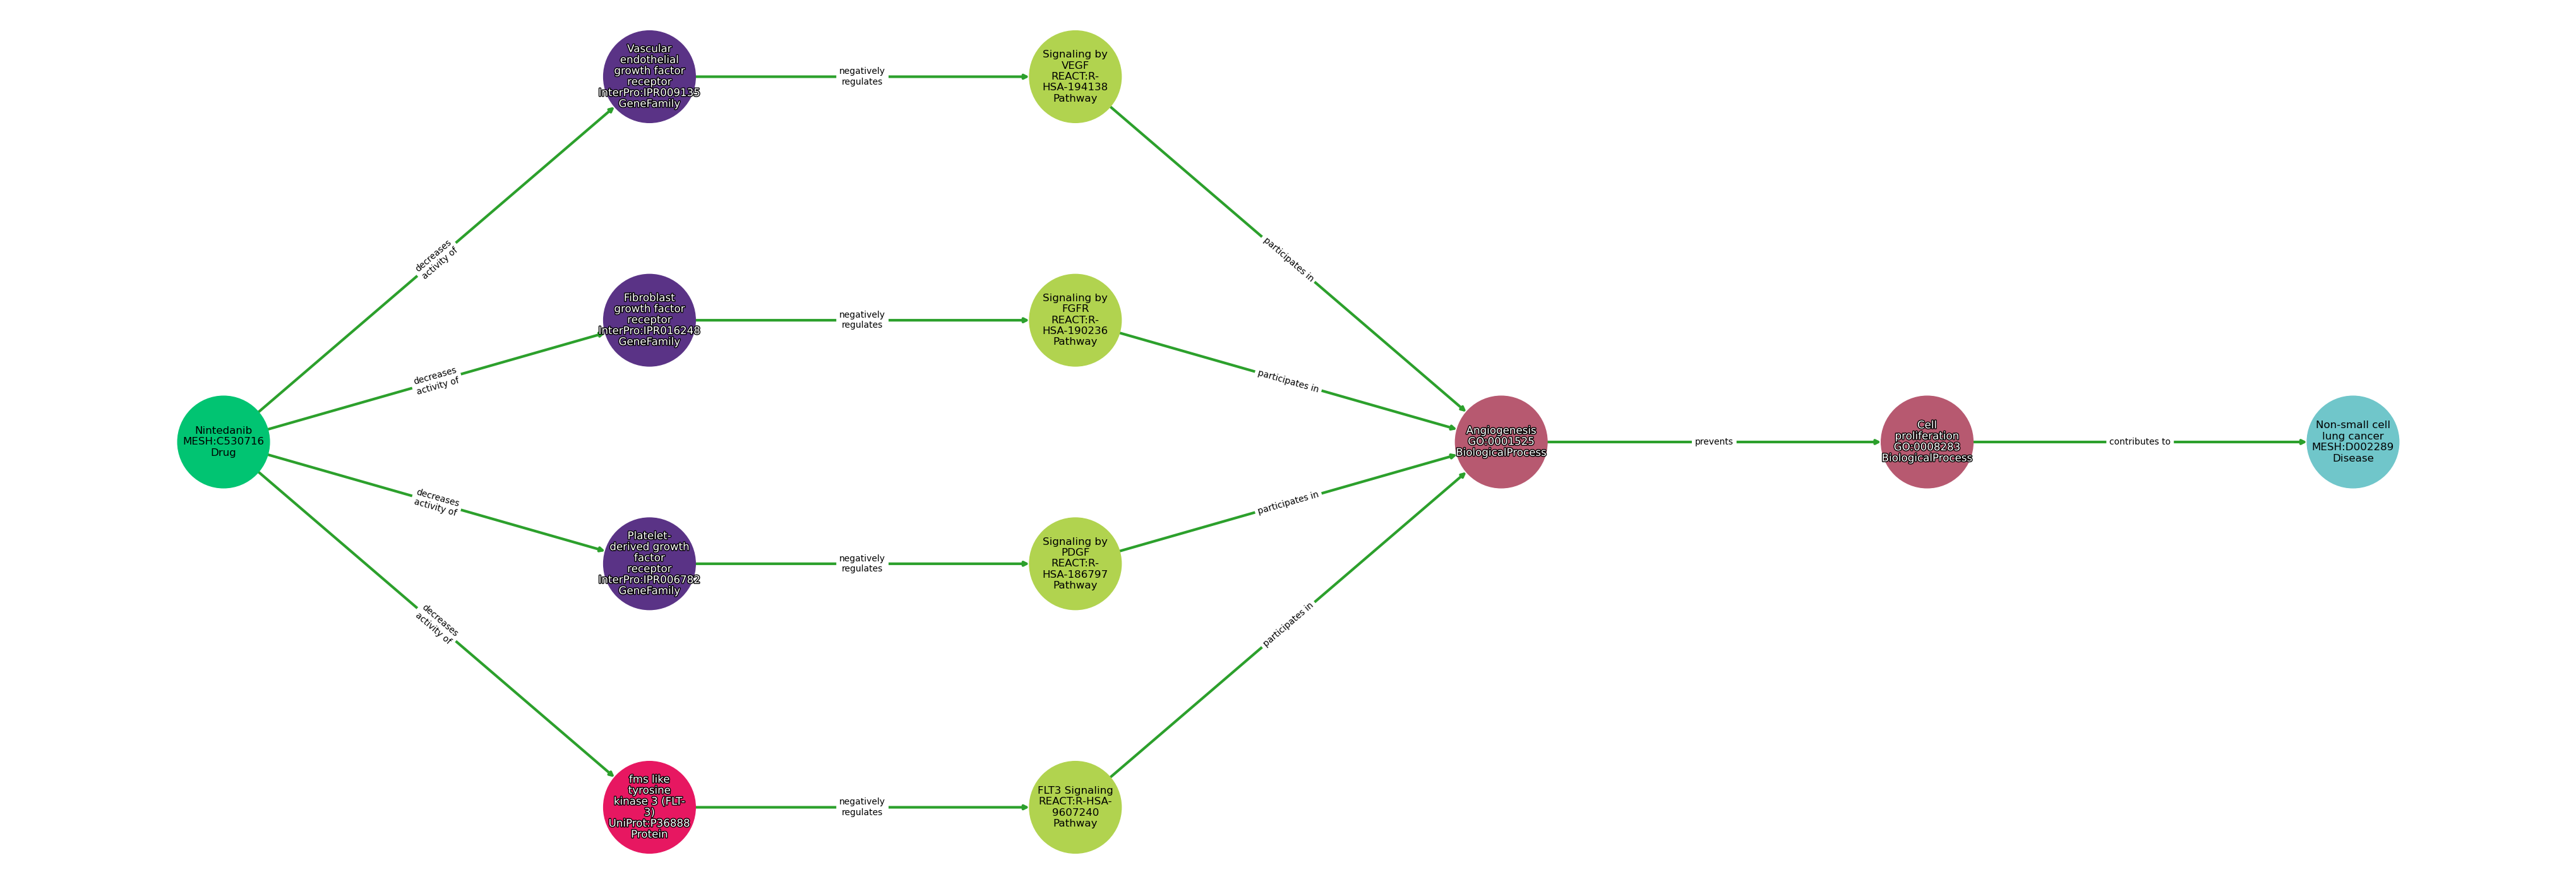 Vascular
endothelial
growth factor
receptor
InterPro:IPR009135
GeneFamily
negatively
regulates
Signaling by
VEGF
REACT:R-
HSA-194138
Pathway
decreases
activity of
participates in
Fibroblast
growth factor
receptor
InterPro:IPR016248
GeneFamily
negatively
regulates
Signaling by
FGFR
REACT:R-
HSA-190236
Pathway
decreases
activity of
participates in
Nintedanib
MESH:C530716
Drug
Angiogenesis
GO:0001525
BiologicalProcess
prevents
Cell
proliferation
GO:0008283
BiologicalProcess
contributes to
Non-small cell
lung cancer
MESH:D002289
Disease
decreases
activity of
participates in
Platelet-
derived growth
factor
receptor
InterPro:IPR006782
GeneFamily
negatively
regulates
Signaling by
PDGF
REACT:R-
HSA-186797
Pathway
decreases
activity of
participates in
fms like
tyrosine
kinase 3 (FLT-
3)
UniProt:P36888
Protein
negatively
regulates
FLT3 Signaling
REACT:R-HSA-
9607240
Pathway